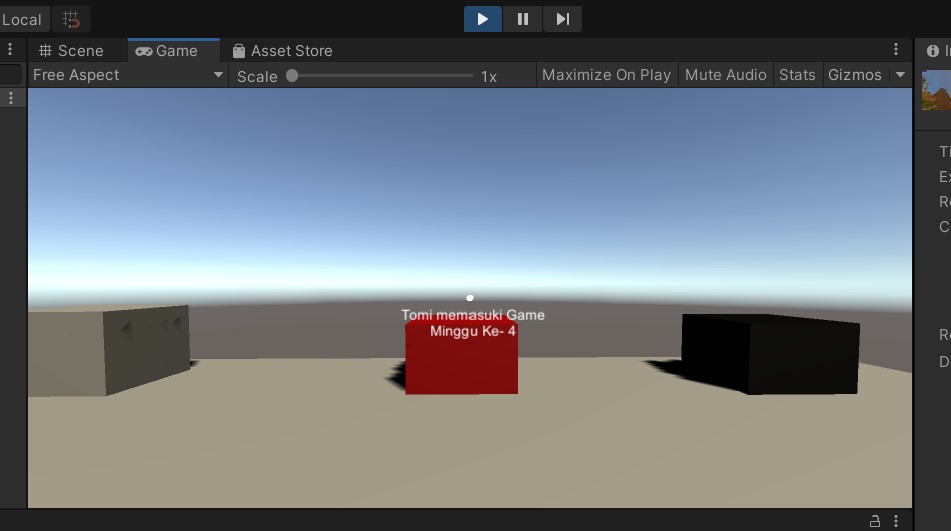 Local
Scene
Game
Asset Store
Free Aspect
Scale
1x
Maximize On Play
Mute Audio
Stats
Gizmos
Tomi memasuki Game
Minggu Ke- 4